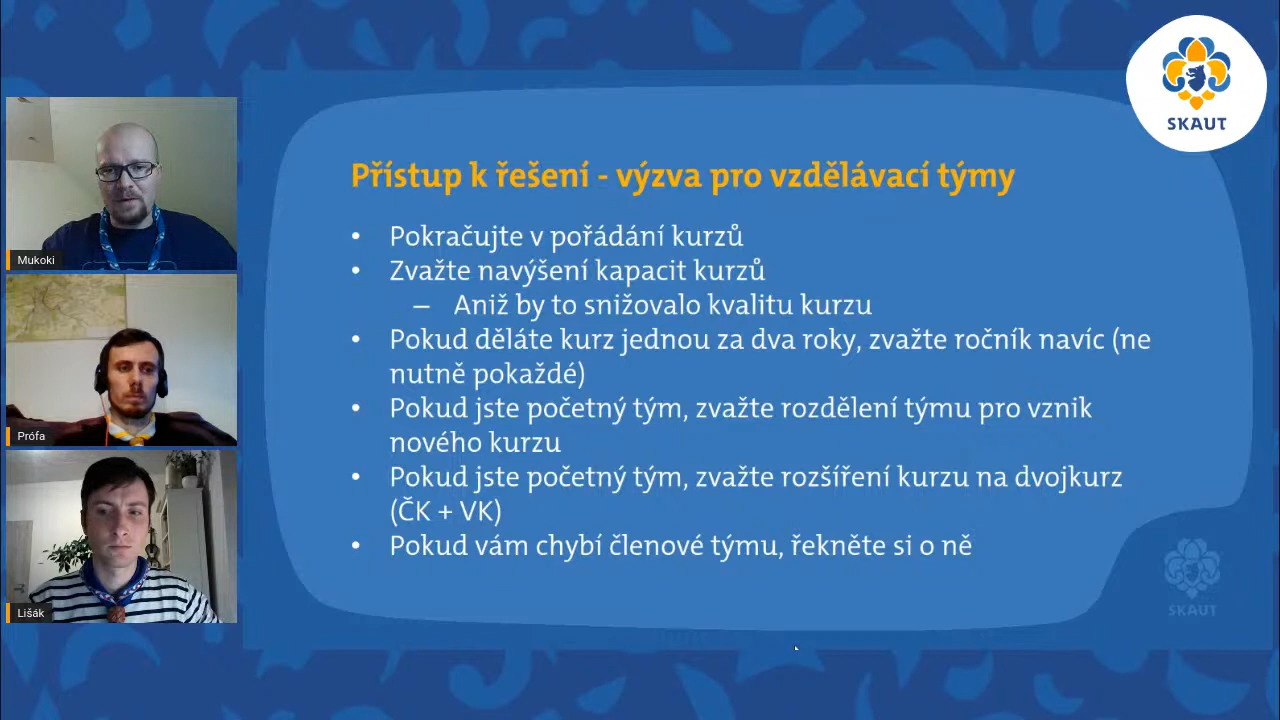 SKAUT
Přístup k řešení - výzva pro vzdělávací týmy
• Pokračujte v pořádání kurzů
• Zvažte navýšení kapacit kurzů
– Aniž by to snižovalo kvalitu kurzu
• Pokud děláte kurz jednou za dva roky, zvažte ročník navíc (ne
nutně pokaždé)
• Pokud jste početný tým, zvažte rozdělení týmu pro vznik
nového kurzu
• Pokud jste početný tým, zvažte rozšíření kurzu na dvojkurz
(ČK + VK)
• Pokud vám chybí členové týmu, řekněte si o ně
SKAUT
Mukoki
Prófa
Lišák